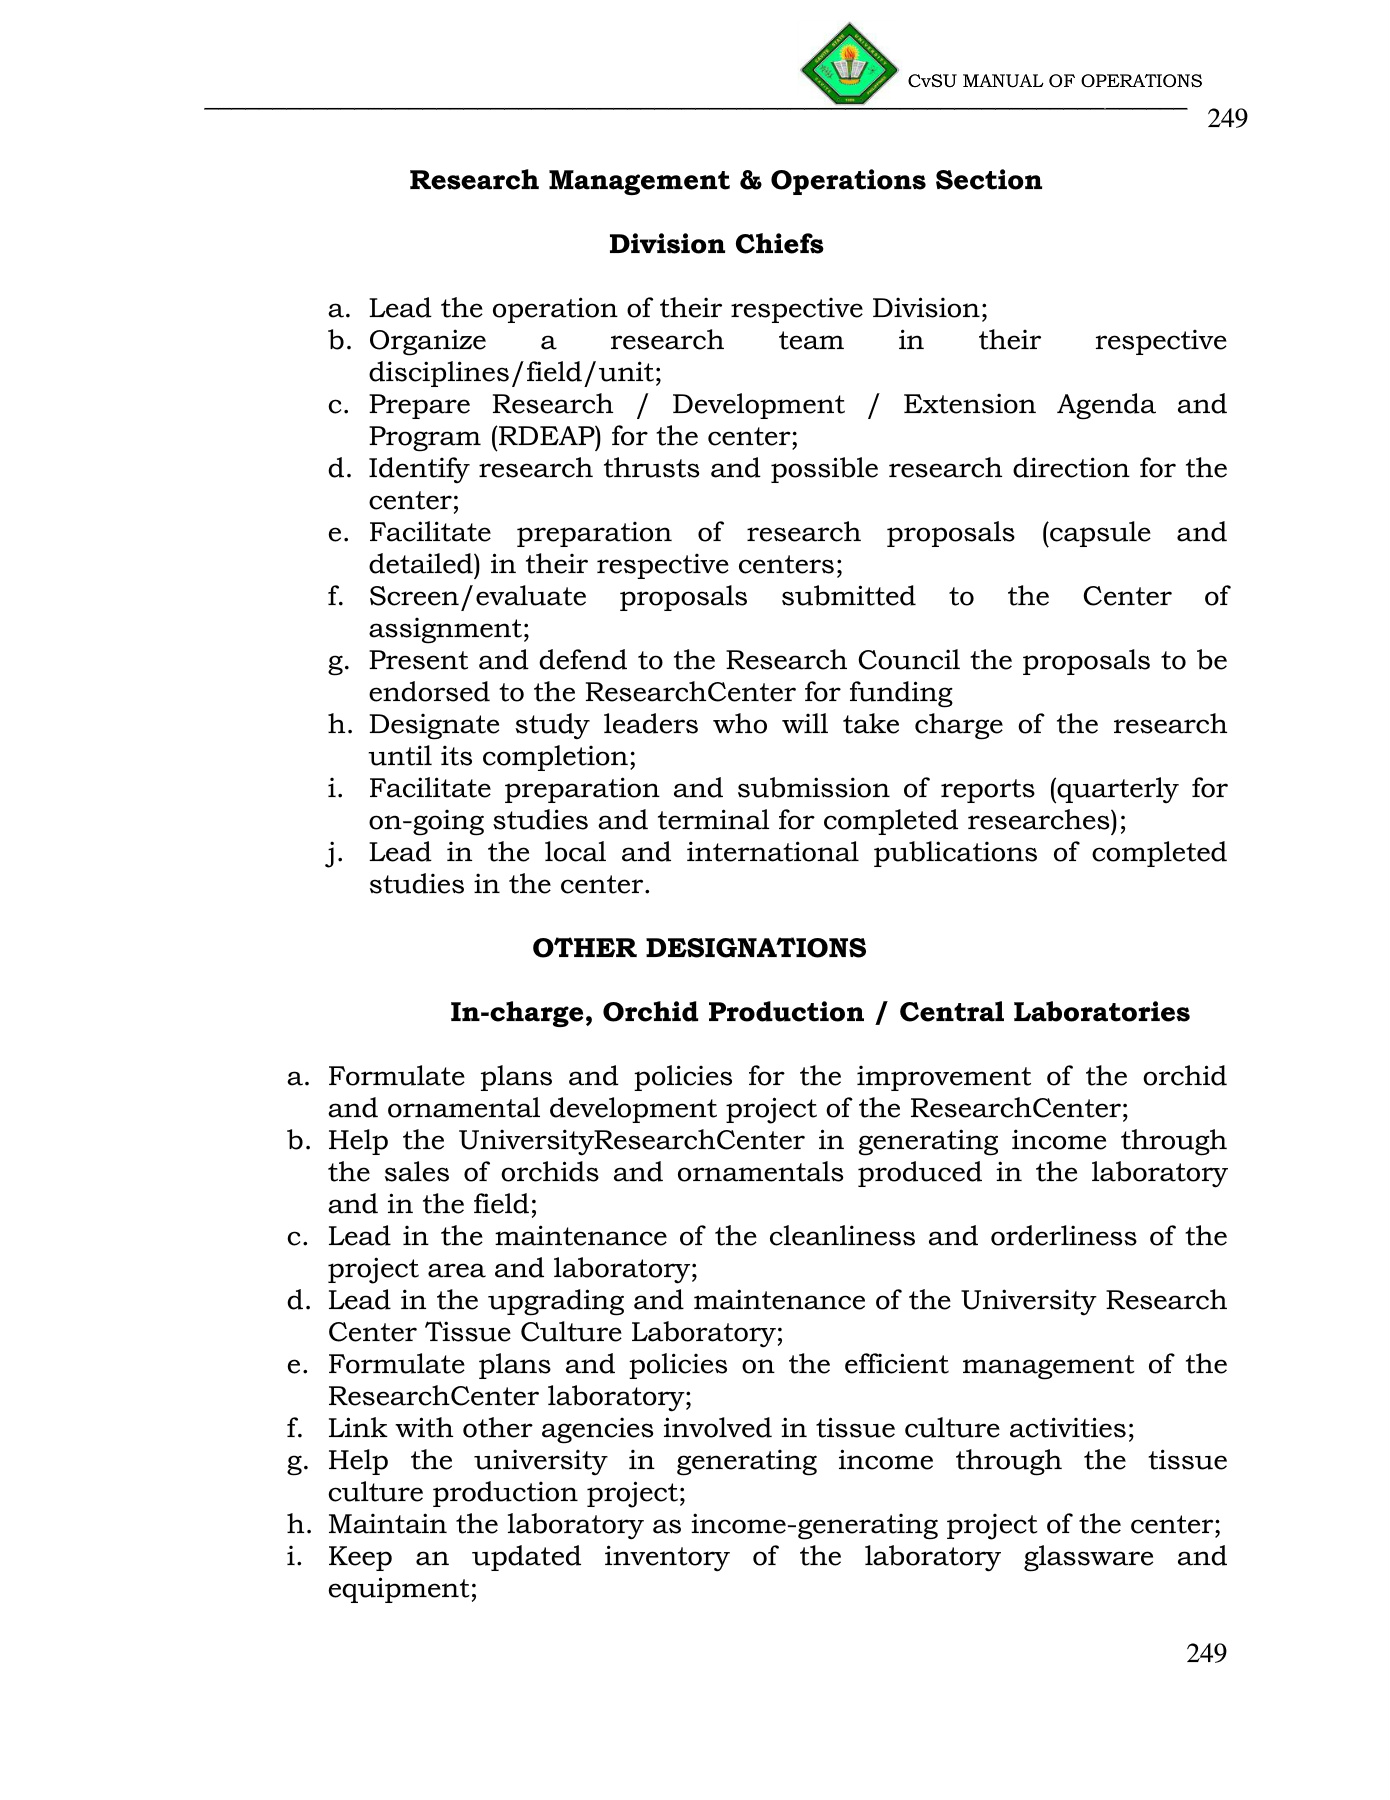 CvSU MANUAL OF OPERATIONS
249
Research Management & Operations Section
Division Chiefs
a. Lead the operation of their respective Division;
b. Organize a research team in their respective
disciplines/field/unit;
c. Prepare Research / Development / Extension Agenda and
Program (RDEAP) for the center;
d. Identify research thrusts and possible research direction for the
center;
e. Facilitate preparation of research proposals (capsule and
detailed) in their respective centers;
f. Screen/evaluate proposals submitted to the Center of
assignment;
g. Present and defend to the Research Council the proposals to be
endorsed to the ResearchCenter for funding
h. Designate study leaders who will take charge of the research
until its completion;
i. Facilitate preparation and submission of reports (quarterly for
on-going studies and terminal for completed researches);
j. Lead in the local and international publications of completed
studies in the center.
OTHER DESIGNATIONS
In-charge, Orchid Production / Central Laboratories
a. Formulate plans and policies for the improvement of the orchid
and ornamental development project of the ResearchCenter;
b. Help the UniversityResearchCenter in generating income through
the sales of orchids and ornamentals produced in the laboratory
and in the field;
c. Lead in the maintenance of the cleanliness and orderliness of the
project area and laboratory;
d. Lead in the upgrading and maintenance of the University Research
Center Tissue Culture Laboratory;
e. Formulate plans and policies on the efficient management of the
ResearchCenter laboratory;
f. Link with other agencies involved in tissue culture activities;
g. Help the university in generating income through the tissue
culture production project;
h. Maintain the laboratory as income-generating project of the center;
i. Keep an updated inventory of the laboratory glassware and
equipment;
249